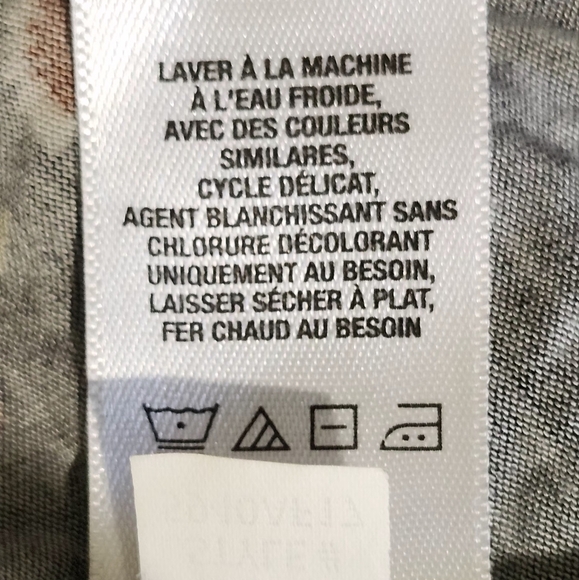 LAVER À LA MACHINE
À L'EAU FROIDE,
AVEC DES COULEURS
SIMILARES,
CYCLE DÉLICAT,
AGENT BLANCHISSANT SANS
CHLORURE DÉCOLORANT
UNIQUEMENT AU BESOIN,
LAISSER SÉCHER À PLAT,
FER CHAUD AU BESOIN
STYLE #